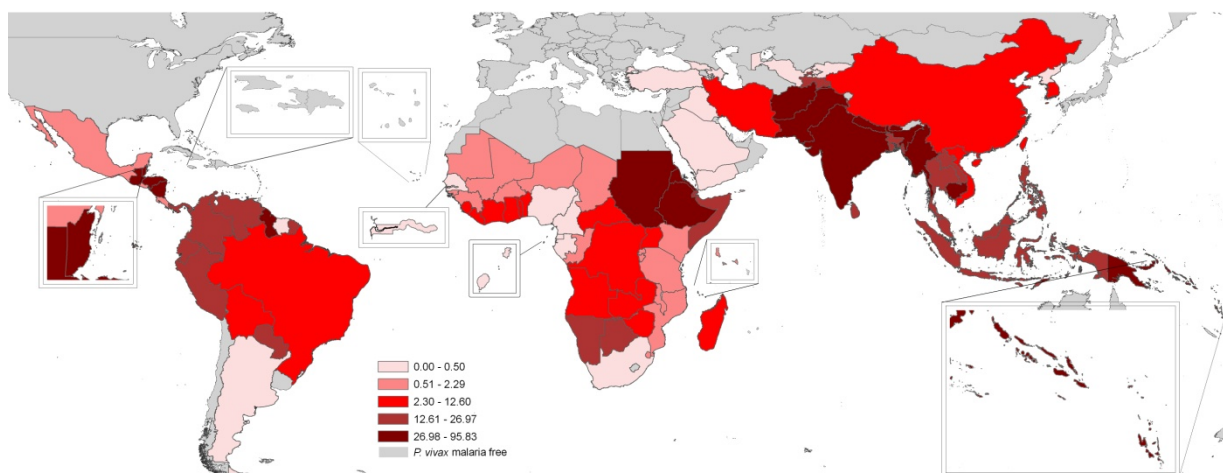 0.00 - 0.50
0.51 - 2.29
2.30 - 12.60
12.61 - 26.97
26.98 - 95.83
P. vivax malaria free